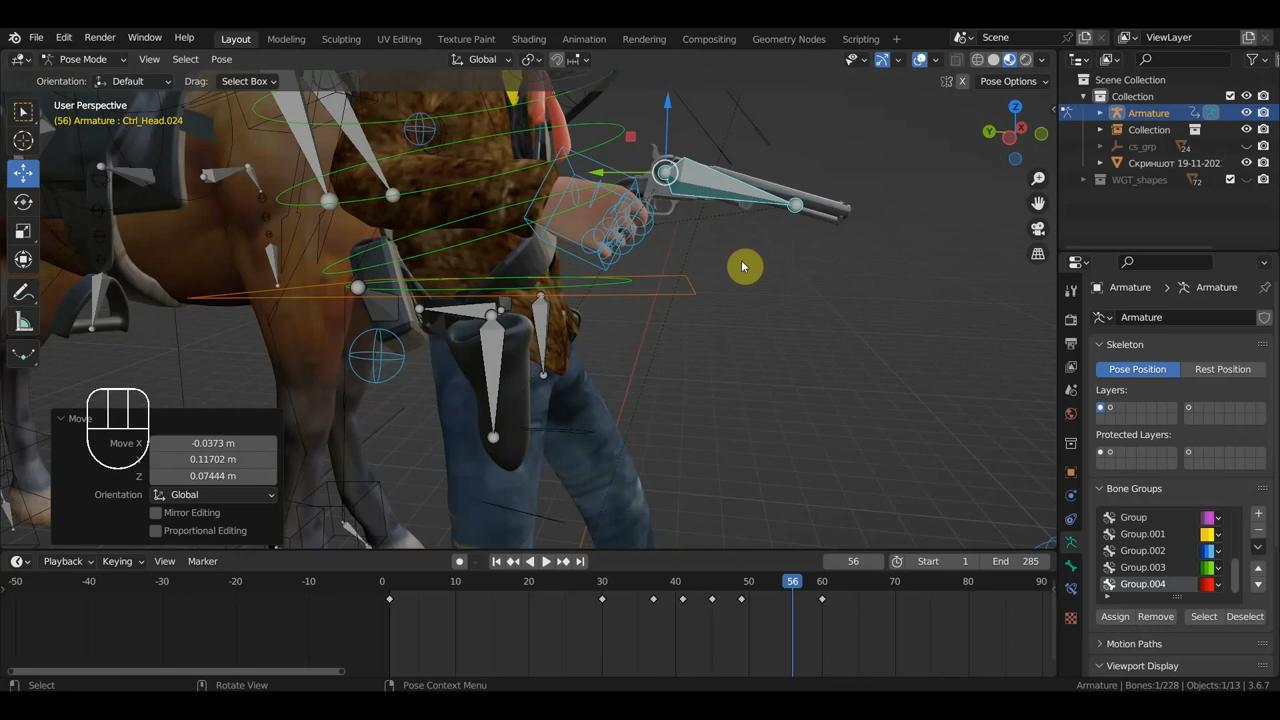 File Edit Render Window Help Layout Modeling Sculpting UV Editing Texture Paint Shading Animation Rendering Compositing Geometry Nodes Scripting + Scene ViewLayer
Pose Mode View Select Pose Global
Orientation: Default Drag: Select Box X Pose Options
User Perspective
(56) Armature : Ctrl_Head.024
Z
Y
X
Move
Move X -0.0373 m
0.11702 m
Z 0.07444 m
Orientation Global
Mirror Editing
Proportional Editing
Scene Collection
Collection
Armature
Collection
cs_grp 24
Скриншот 19-11-202
WGT_shapes 72
Armature Armature
Armature
Skeleton
Pose Position Rest Position
Layers:
Protected Layers:
Bone Groups
Group
Group.001
Group.002
Group.003
Group.004
Assign Remove Select Deselect
Motion Paths
Viewport Display
Playback Keying View Marker 56 Start 1 End 285
-50 -40 -30 -20 -10 0 10 20 30 40 50 56 60 70 80 90
Select Rotate View Pose Context Menu Armature | Bones:1/228 | Objects:1/13 | 3.6.7